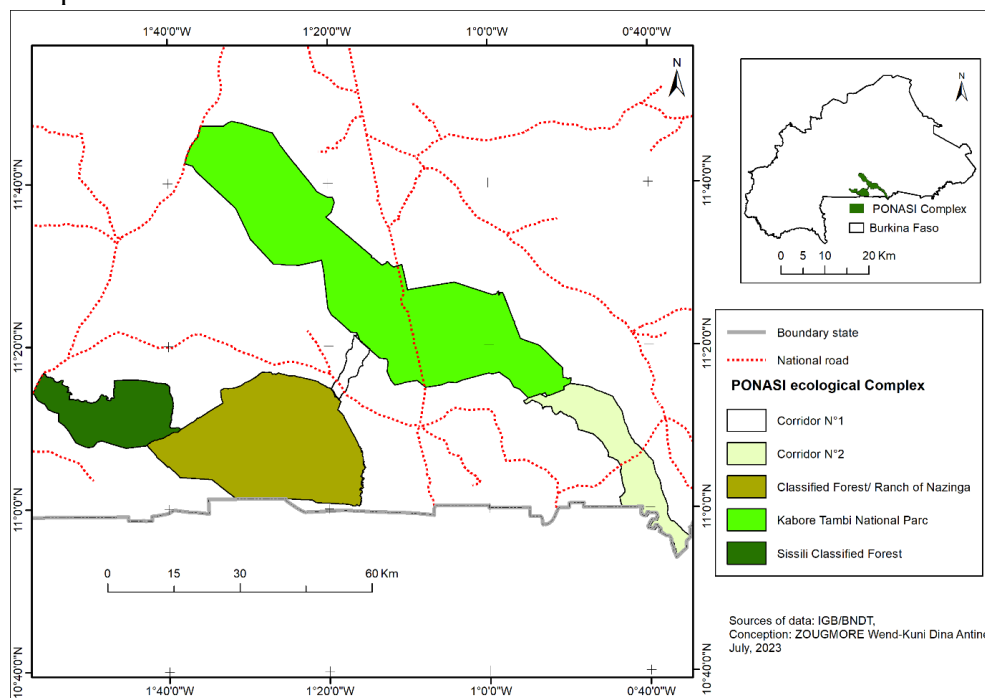 1°40'0"W 1°20'0"W 1°0'0"W 0°40'0"W
N
11°40'0"N
11°20'0"N
11°0'0"N
11°40'0"N
11°20'0"N
11°0'0"N
10°40'0"N
0 15 30 60 Km
1°40'0"W 1°20'0"W 1°0'0"W 0°40'0"W
N
PONASI Complex
Burkina Faso
0 5 10 20 Km
Boundary state
National road
PONASI ecological Complex
Corridor N°1
Corridor N°2
Classified Forest/ Ranch of Nazinga
Kabore Tambi National Parc
Sissili Classified Forest
Sources of data: IGB/BNDT,
Conception: ZOUGMORE Wend-Kuni Dina Antine
July, 2023